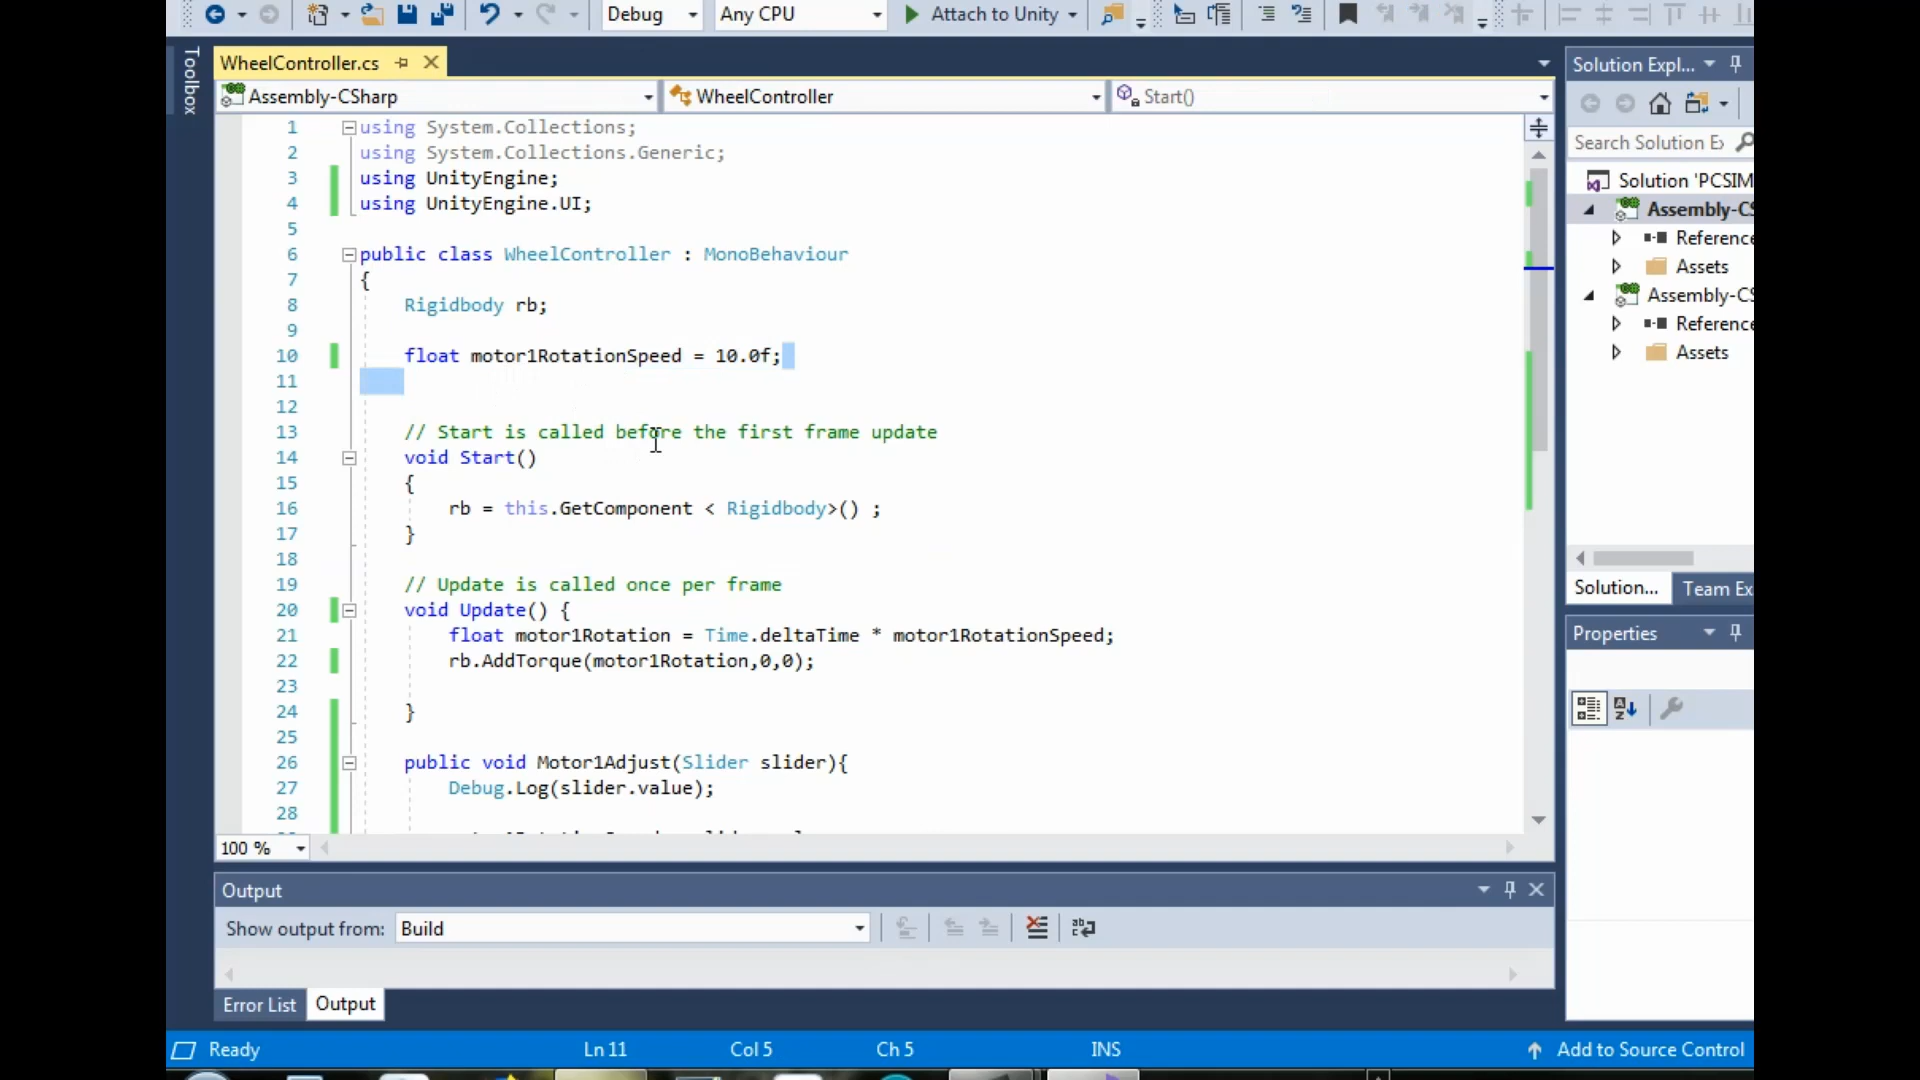 Debug
Any CPU
Attach to Unity
Toolbox
WheelController.cs
Assembly-CSharp
WheelController
Start()
1 using System.Collections;
2 using System.Collections.Generic;
3 using UnityEngine;
4 using UnityEngine.UI;
5
6 public class WheelController : MonoBehaviour
7 {
8 Rigidbody rb;
9
10 float motor1RotationSpeed = 10.0f;
11
12
13 // Start is called before the first frame update
14 void Start()
15 {
16 rb = this.GetComponent < Rigidbody>() ;
17 }
18
19 // Update is called once per frame
20 void Update() {
21 float motor1Rotation = Time.deltaTime * motor1RotationSpeed;
22 rb.AddTorque(motor1Rotation,0,0);
23
24 }
25
26 public void Motor1Adjust(Slider slider){
27 Debug.Log(slider.value);
28
100 %
Solution Expl...
Search Solution Ex
Solution 'PCSIM
Assembly-CS
Reference
Assets
Assembly-CS
Reference
Assets
Solution...
Team Ex
Properties
Output
Show output from:
Build
Error List
Output
Ready
Ln 11
Col 5
Ch 5
INS
Add to Source Control